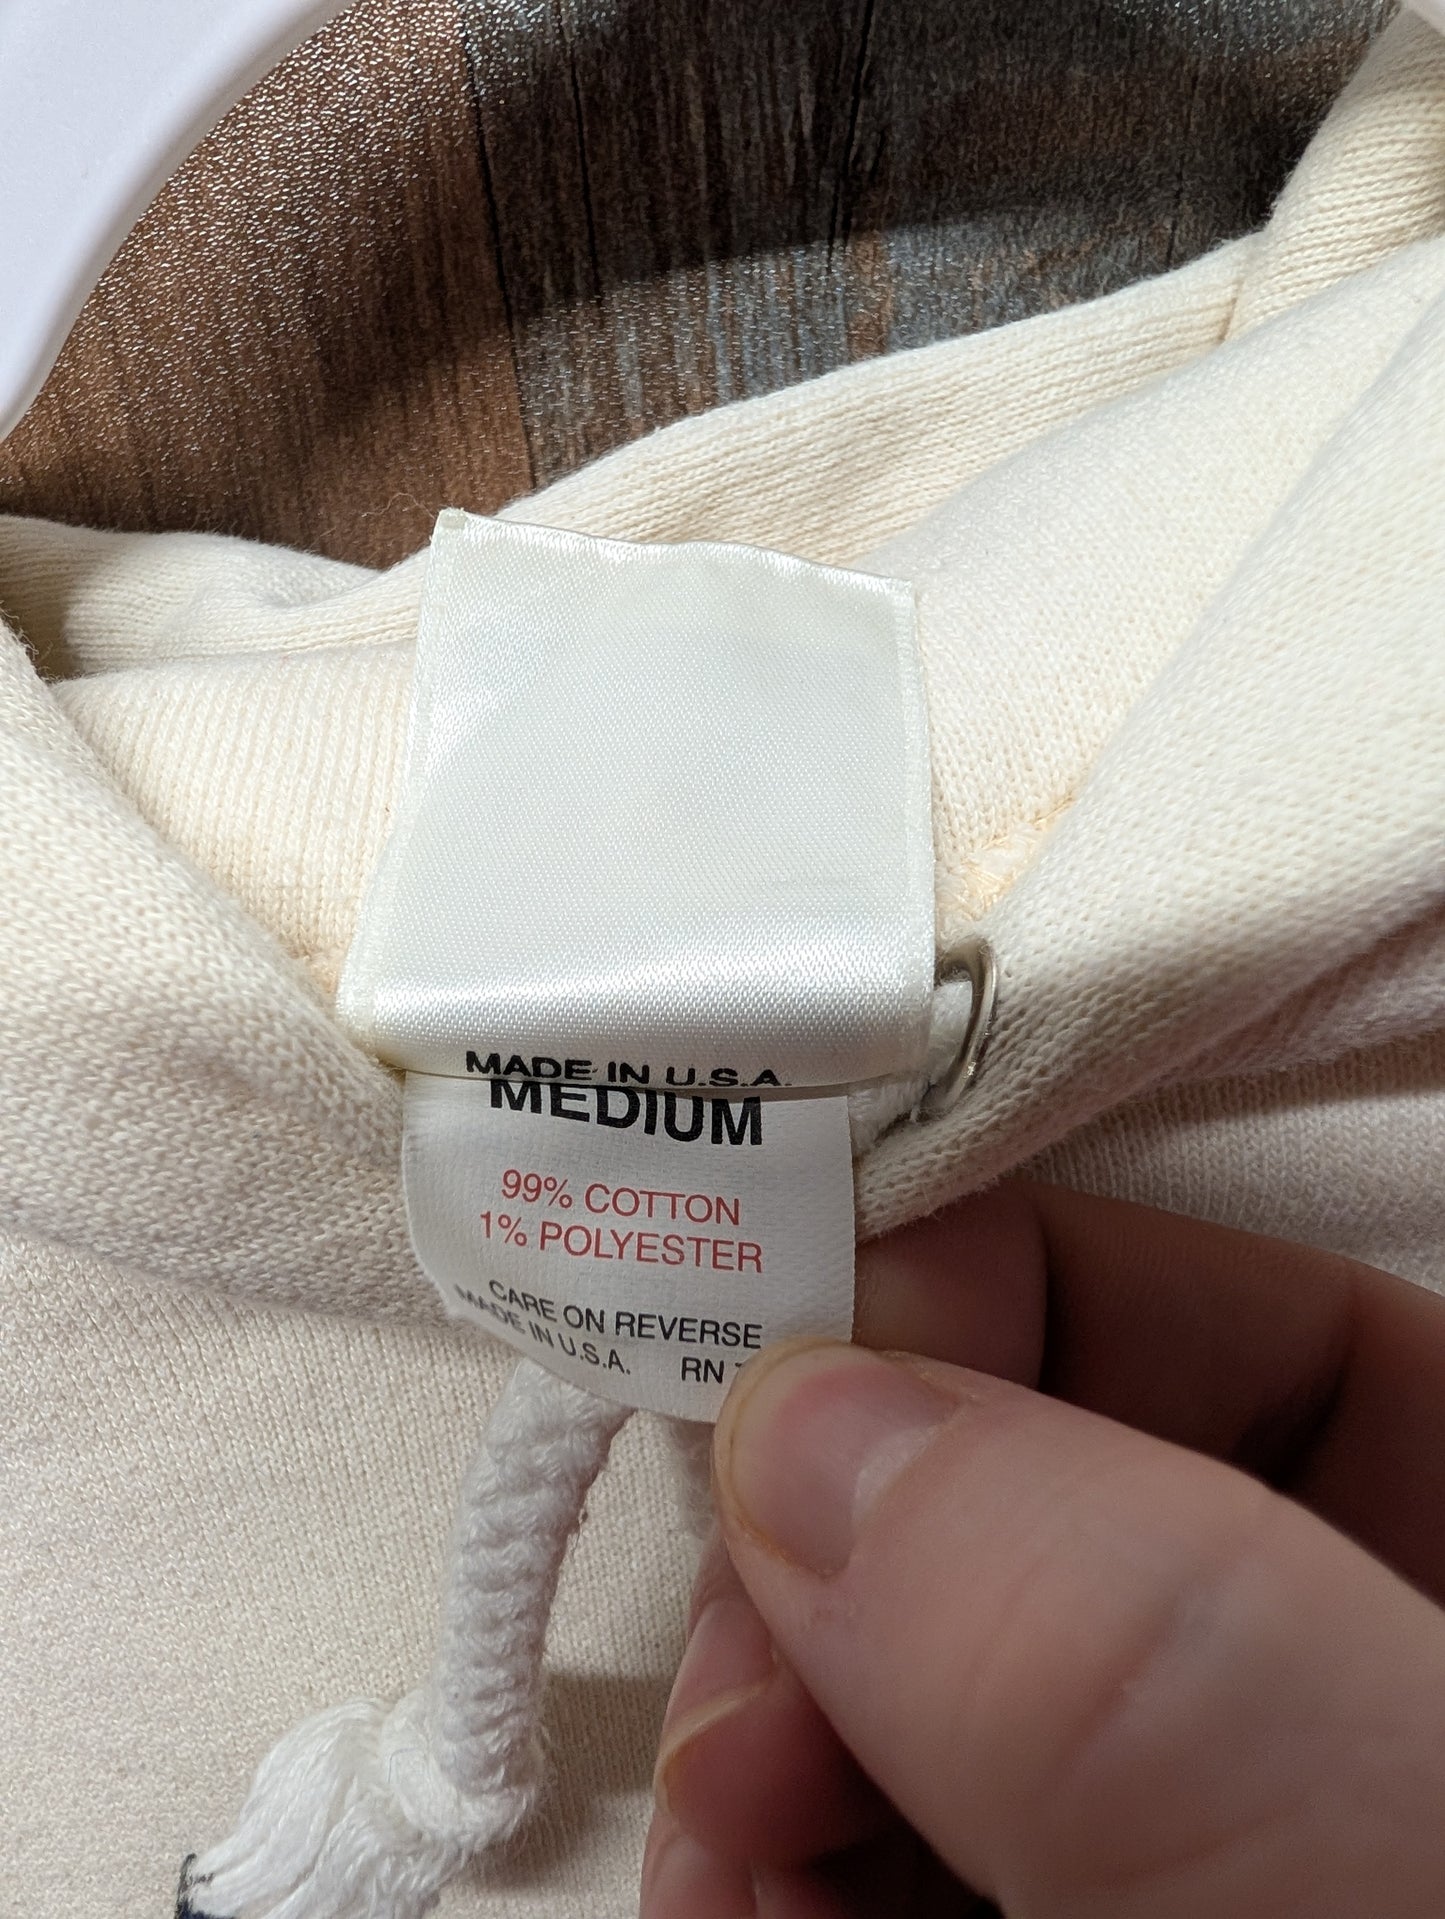 MADE IN U.S.A.
MEDIUM
99% COTTON
1% POLYESTER
CARE ON REVERSE
MADE IN U.S.A. RN